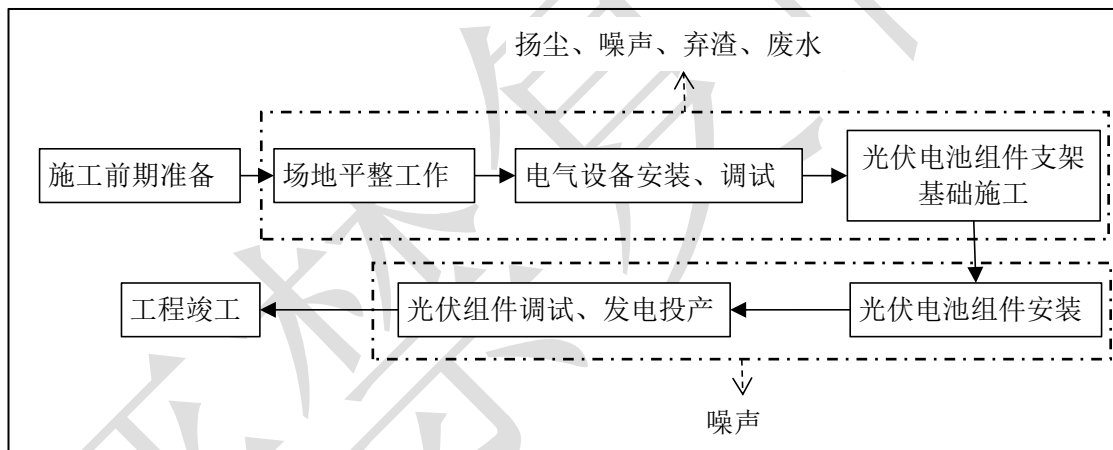 扬尘、噪声、弃渣、废水
施工前期准备
场地平整工作
电气设备安装、调试
光伏电池组件支架
基础施工
工程竣工
光伏组件调试、发电投产
光伏电池组件安装
噪声